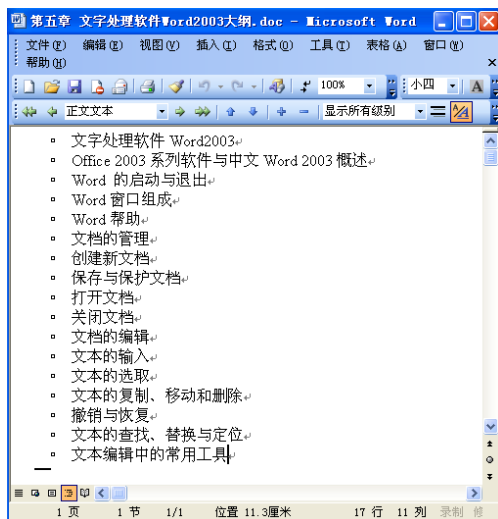 第五章 文字处理软件Word2003大纲.doc - Microsoft Word
文件(F) 编辑(E) 视图(V) 插入(I) 格式(O) 工具(T) 表格(A) 窗口(W)
帮助(H)
100% 小四
正文文本 显示所有级别
文字处理软件 Word2003
Office 2003 系列软件与中文 Word 2003 概述
Word 的启动与退出
Word 窗口组成
Word 帮助
文档的管理
创建新文档
保存与保护文档
打开文档
关闭文档
文档的编辑
文本的输入
文本的选取
文本的复制、移动和删除
撤销与恢复
文本的查找、替换与定位
文本编辑中的常用工具
1 页 1 节 1/1 位置 11.3厘米 17 行 11 列 录制 修